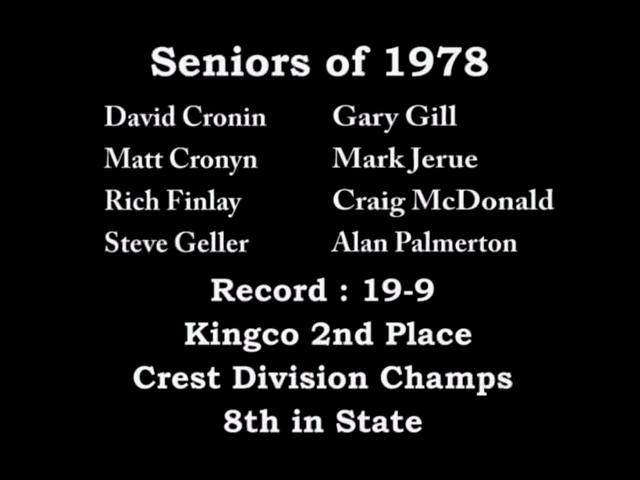 Seniors of 1978
David Cronin Gary Gill
Matt Cronyn Mark Jerue
Rich Finlay Craig McDonald
Steve Geller Alan Palmerton
Record : 19-9
Kingco 2nd Place
Crest Division Champs
8th in State